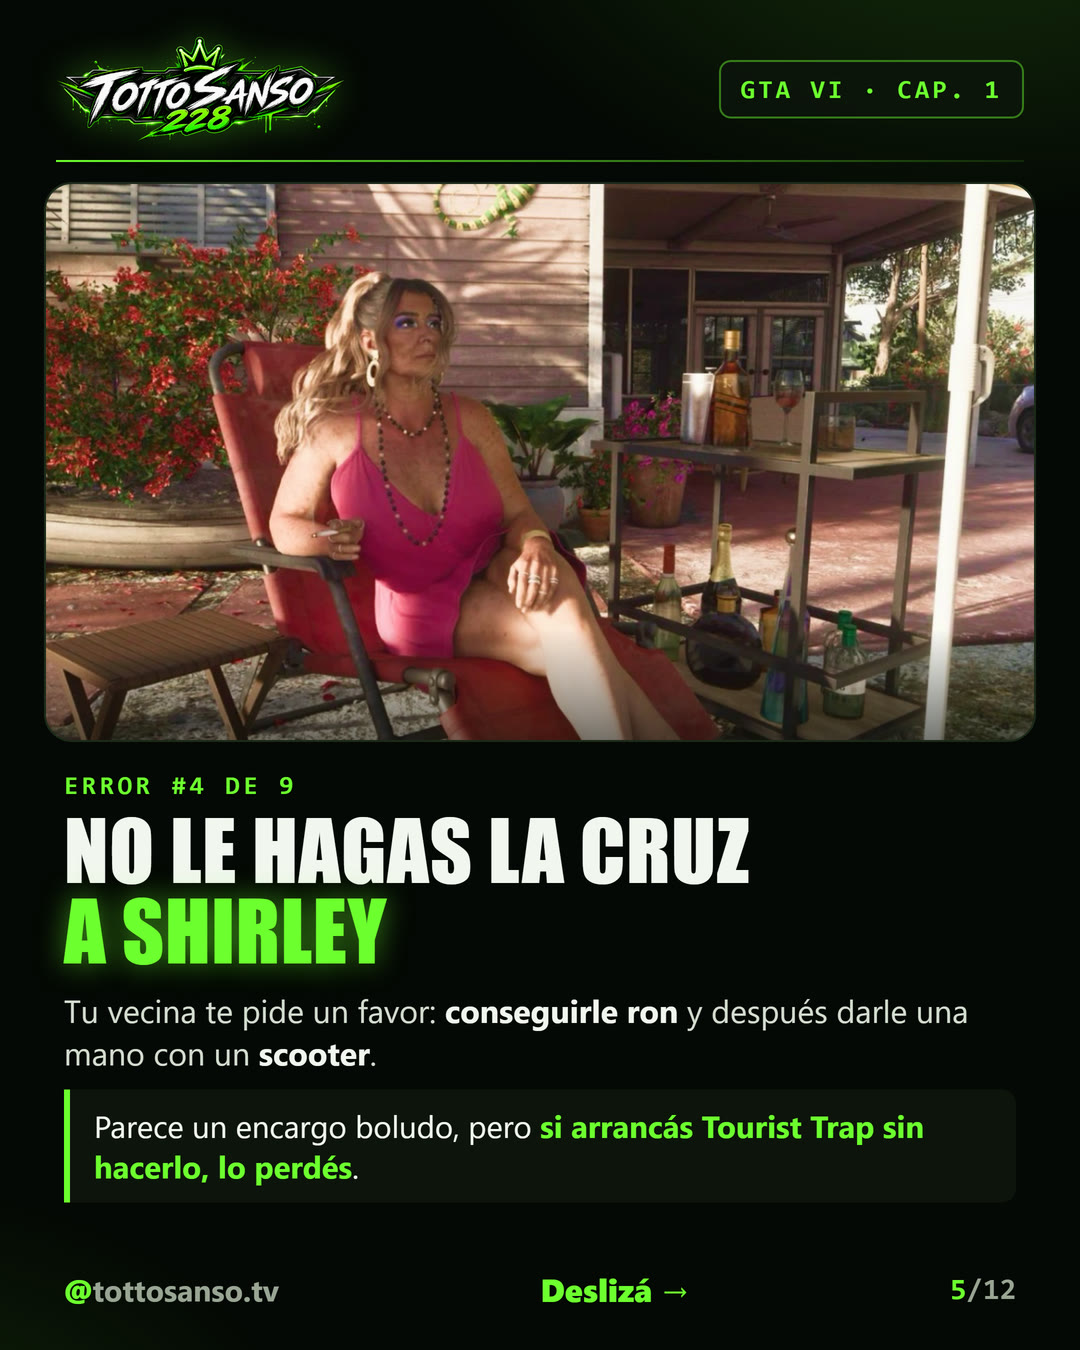 TOTTOSANSO
228
GTA VI · CAP. 1
ERROR #4 DE 9
NO LE HAGAS LA CRUZ
A SHIRLEY
Tu vecina te pide un favor: conseguirle ron y después darle una
mano con un scooter.
Parece un encargo boludo, pero si arrancás Tourist Trap sin
hacerlo, lo perdés.
@tottosanso.tv
Deslizá →
5/12